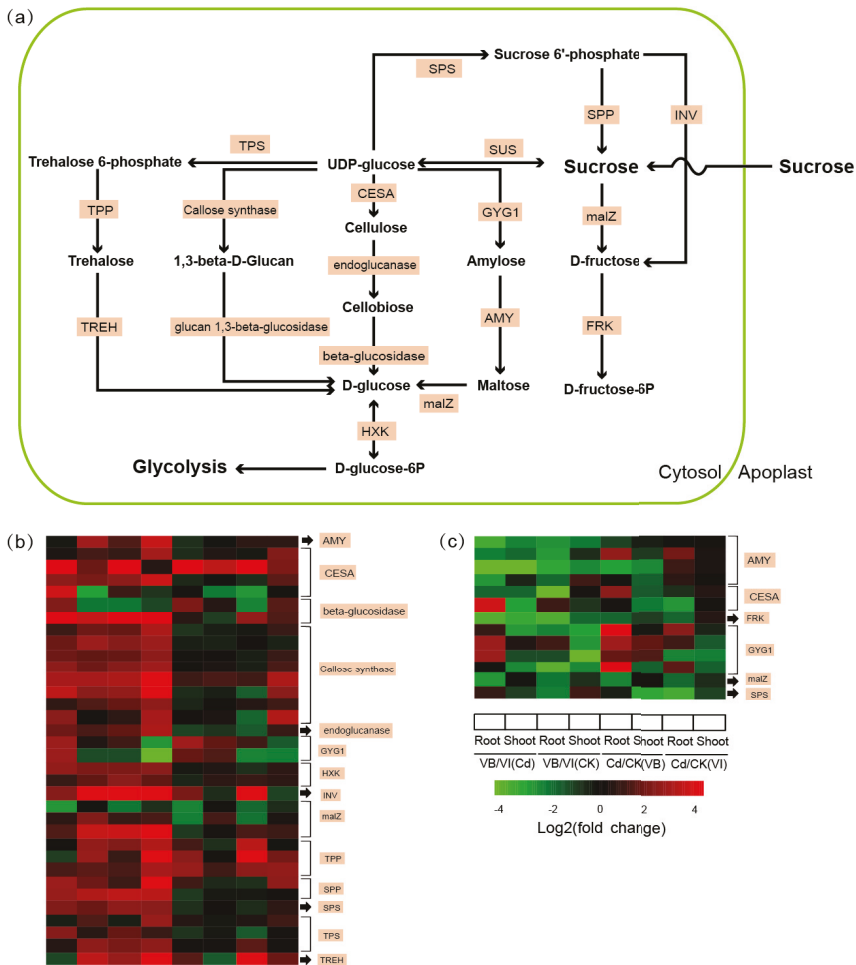 (a)
Sucrose 6'-phosphate
SPS
SPP
INV
Trehalose 6-phosphate
TPS
UDP-glucose
SUS
Sucrose
Sucrose
TPP
Callose synthase
CESA
GYG1
malZ
Cellulose
Trehalose
1,3-beta-D-Glucan
endoglucanase
Amylose
D-fructose
Cellobiose
TREH
glucan 1,3-beta-glucosidase
AMY
FRK
beta-glucosidase
D-glucose
Maltose
D-fructose-6P
malZ
HXK
Glycolysis
D-glucose-6P
Cytosol
Apoplast
(b)
AMY
CESA
beta-glucosidase
Callose synthase
endoglucanase
GYG1
HXK
INV
malZ
TPP
SPP
SPS
TPS
TREH
(c)
AMY
CESA
FRK
GYG1
malZ
SPS
Root Shoot Root Shoot Root Shoot Root Shoot
VB/VI(Cd) VB/VI(CK) Cd/CK(VB) Cd/CK(VI)
-4 -2 0 2 4
Log2(fold change)